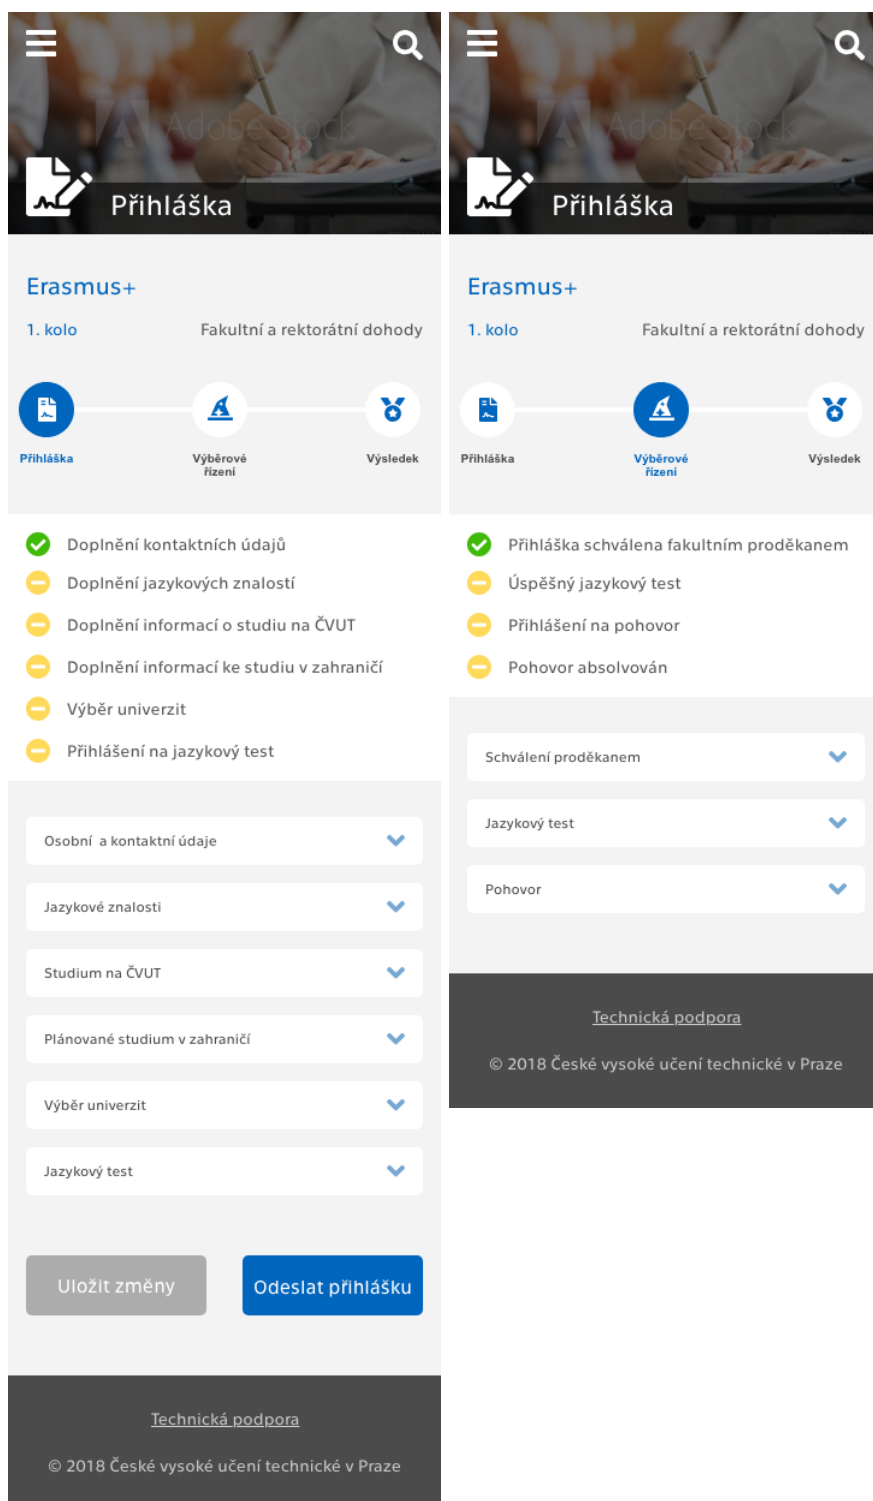 Adobe Stock
Přihláška
Erasmus+
1. kolo
Fakultní a rektorátní dohody
Přihláška
Výběrové
řízení
Výsledek
Doplnění kontaktních údajů
Doplnění jazykových znalostí
Doplnění informací o studiu na ČVUT
Doplnění informací ke studiu v zahraničí
Výběr univerzit
Přihlášení na jazykový test
Osobní  a kontaktní údaje
Jazykové znalosti
Studium na ČVUT
Plánované studium v zahraničí
Výběr univerzit
Jazykový test
Uložit změny
Odeslat přihlášku
Technická podpora
© 2018 České vysoké učení technické v Praze
Adobe Stock
Přihláška
Erasmus+
1. kolo
Fakultní a rektorátní dohody
Přihláška
Výběrové
řízení
Výsledek
Přihláška schválena fakultním proděkanem
Úspěšný jazykový test
Přihlášení na pohovor
Pohovor absolvován
Schválení proděkanem
Jazykový test
Pohovor
Technická podpora
© 2018 České vysoké učení technické v Praze